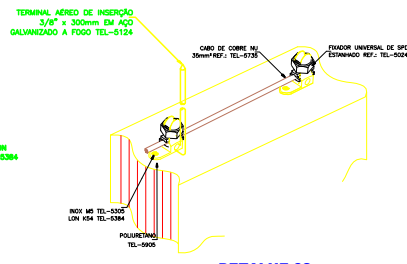 TERMINAL AÉREO DE INSERÇÃO
3/8" x 300mm EM AÇO
GALVANIZADO A FOGO TEL-5124
CABO DE COBRE NU
35mm² REF.: TEL-5735
FIXADOR UNIVERSAL DE SPD
ESTANHADO REF.: TEL-5024
INOX M5 TEL-5305
LON K54 TEL-5384
POLIURETANO
TEL-5905